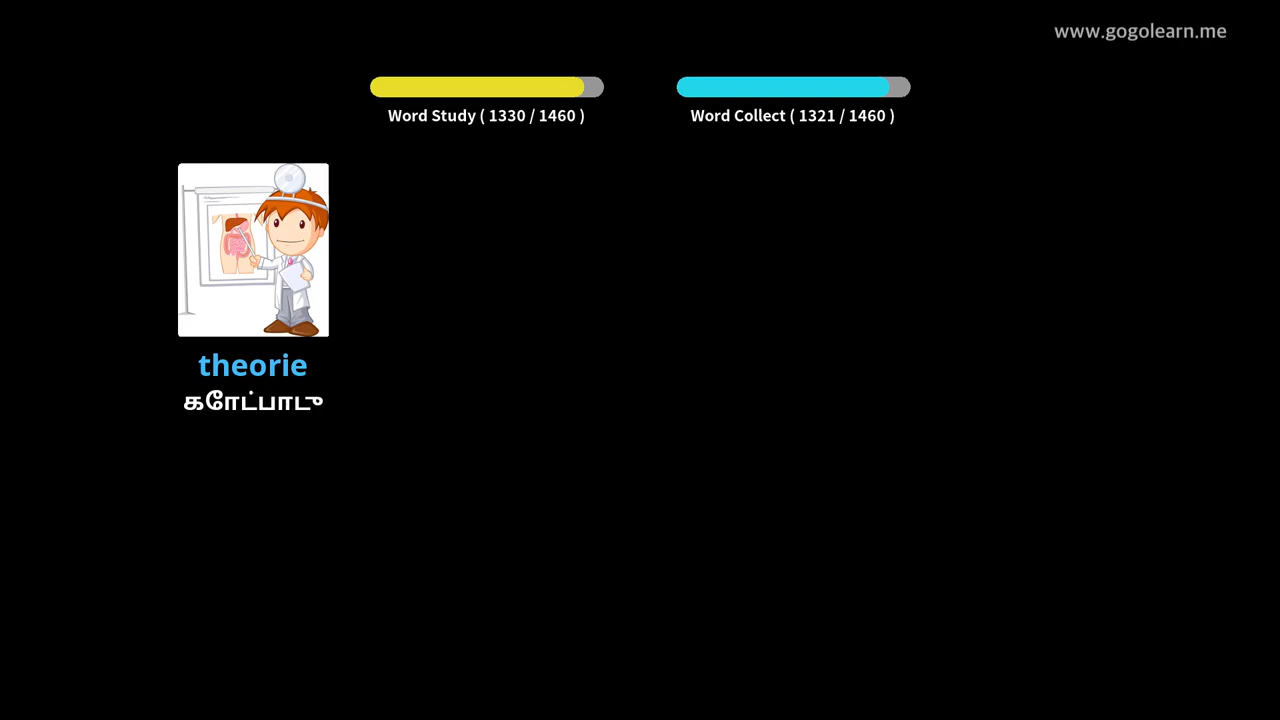 www.gogolearn.me
Word Study ( 1330 / 1460 )
Word Collect ( 1321 / 1460 )
theorie
கோட்பாடு